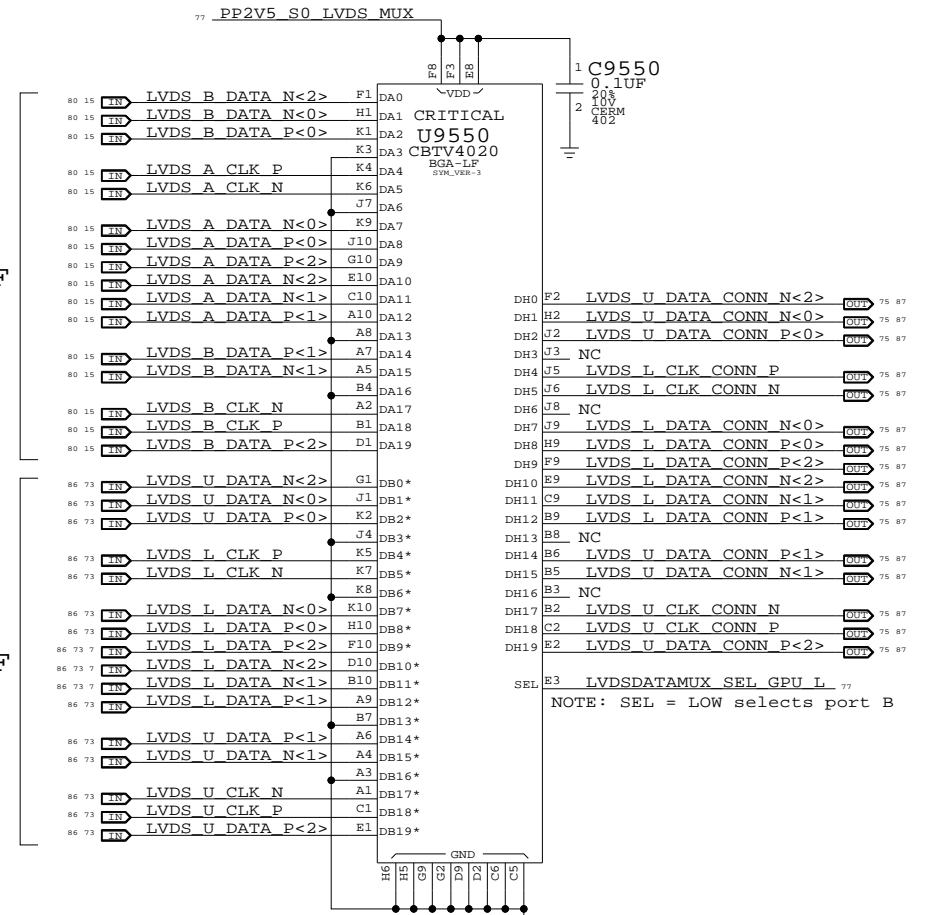 77 PP2V5_S0_LVDS_MUX
F8 F3 E8
VDD
1 C9550
0.1UF
20%
10V
2 CERM
402
CRITICAL
U9550
CBTV4020
BGA-LF
SYM_VER-3
80 15 IN LVDS_B_DATA_N<2> F1 DA0
80 15 IN LVDS_B_DATA_N<0> H1 DA1
80 15 IN LVDS_B_DATA_P<0> K1 DA2
K3 DA3
80 15 IN LVDS_A_CLK_P K4 DA4
80 15 IN LVDS_A_CLK_N K6 DA5
J7 DA6
80 15 IN LVDS_A_DATA_N<0> K9 DA7
80 15 IN LVDS_A_DATA_P<0> J10 DA8
80 15 IN LVDS_A_DATA_P<2> G10 DA9
80 15 IN LVDS_A_DATA_N<2> E10 DA10
80 15 IN LVDS_A_DATA_N<1> C10 DA11
80 15 IN LVDS_A_DATA_P<1> A10 DA12
A8 DA13
80 15 IN LVDS_B_DATA_P<1> A7 DA14
80 15 IN LVDS_B_DATA_N<1> A5 DA15
B4 DA16
80 15 IN LVDS_B_CLK_N A2 DA17
80 15 IN LVDS_B_CLK_P B1 DA18
80 15 IN LVDS_B_DATA_P<2> D1 DA19
86 73 IN LVDS_U_DATA_N<2> G1 DB0*
86 73 IN LVDS_U_DATA_N<0> J1 DB1*
86 73 IN LVDS_U_DATA_P<0> K2 DB2*
J4 DB3*
86 73 IN LVDS_L_CLK_P K5 DB4*
86 73 IN LVDS_L_CLK_N K7 DB5*
K8 DB6*
86 73 IN LVDS_L_DATA_N<0> K10 DB7*
86 73 IN LVDS_L_DATA_P<0> H10 DB8*
86 73 7 IN LVDS_L_DATA_P<2> F10 DB9*
86 73 7 IN LVDS_L_DATA_N<2> D10 DB10*
86 73 7 IN LVDS_L_DATA_N<1> B10 DB11*
86 73 7 IN LVDS_L_DATA_P<1> A9 DB12*
B7 DB13*
86 73 IN LVDS_U_DATA_P<1> A6 DB14*
86 73 IN LVDS_U_DATA_N<1> A4 DB15*
A3 DB16*
86 73 IN LVDS_U_CLK_N A1 DB17*
86 73 IN LVDS_U_CLK_P C1 DB18*
86 73 IN LVDS_U_DATA_P<2> E1 DB19*
DH0 F2 LVDS_U_DATA_CONN_N<2> OUT 75 87
DH1 H2 LVDS_U_DATA_CONN_N<0> OUT 75 87
DH2 J2 LVDS_U_DATA_CONN_P<0> OUT 75 87
DH3 J3 NC
DH4 J5 LVDS_L_CLK_CONN_P OUT 75 87
DH5 J6 LVDS_L_CLK_CONN_N OUT 75 87
DH6 J8 NC
DH7 J9 LVDS_L_DATA_CONN_N<0> OUT 75 87
DH8 H9 LVDS_L_DATA_CONN_P<0> OUT 75 87
DH9 F9 LVDS_L_DATA_CONN_P<2> OUT 75 87
DH10 E9 LVDS_L_DATA_CONN_N<2> OUT 75 87
DH11 C9 LVDS_L_DATA_CONN_N<1> OUT 75 87
DH12 B9 LVDS_L_DATA_CONN_P<1> OUT 75 87
DH13 B8 NC
DH14 B6 LVDS_U_DATA_CONN_P<1> OUT 75 87
DH15 B5 LVDS_U_DATA_CONN_N<1> OUT 75 87
DH16 B3 NC
DH17 B2 LVDS_U_CLK_CONN_N OUT 75 87
DH18 C2 LVDS_U_CLK_CONN_P OUT 75 87
DH19 E2 LVDS_U_DATA_CONN_P<2> OUT 75 87
SEL E3 LVDSDATAMUX_SEL_GPU_L 77
NOTE: SEL = LOW selects port B
GND
H6 H5 G9 G2 D9 D2 C6 C5